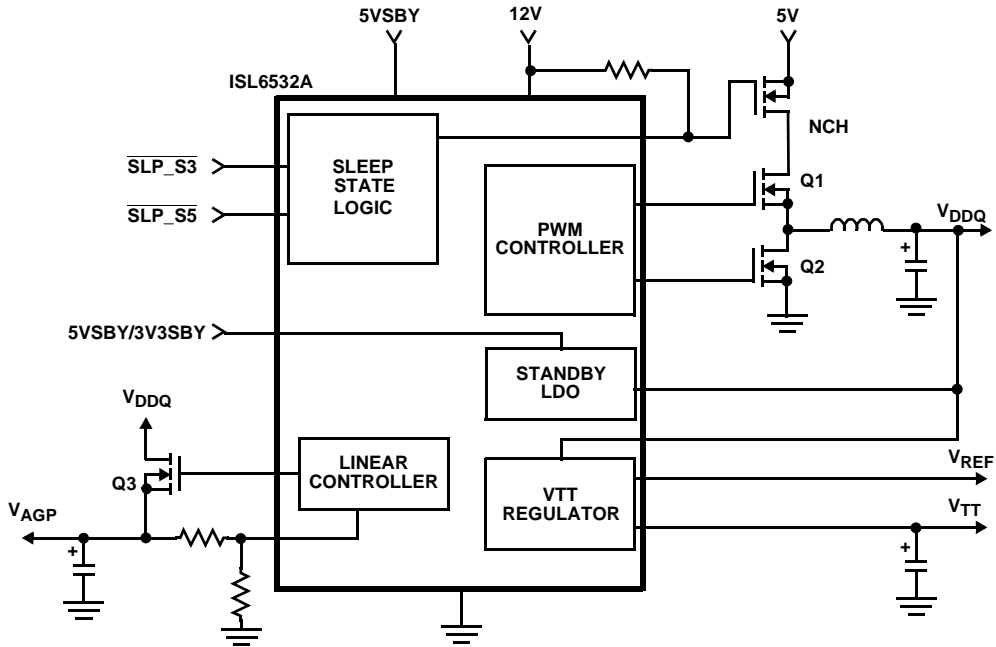 5VSBY
12V
5V
ISL6532A
NCH
SLP_S3
SLEEP
STATE
LOGIC
SLP_S5
Q1
PWM
CONTROLLER
VDDQ
+
Q2
5VSBY/3V3SBY
STANDBY
LDO
VDDQ
LINEAR
CONTROLLER
Q3
VTT
REGULATOR
VREF
VAGP
VTT
+
+